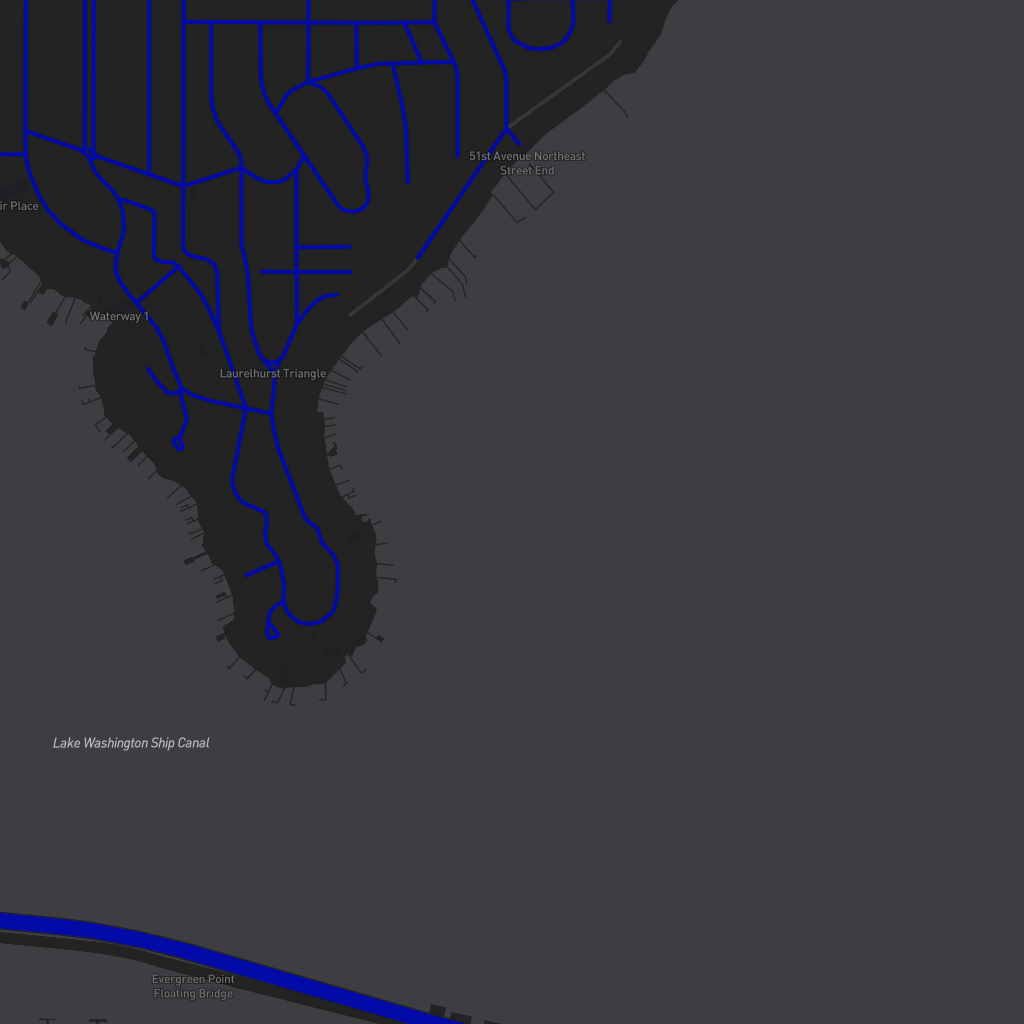 51st Avenue Northeast
Street End
ir Place
Waterway 1
Laurelhurst Triangle
Lake Washington Ship Canal
Evergreen Point
Floating Bridge